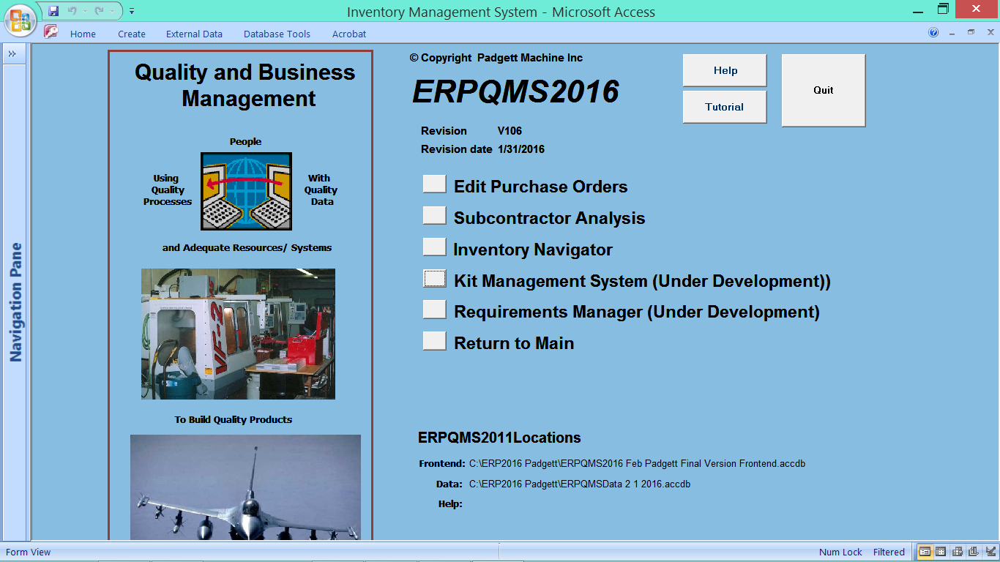 Inventory Management System - Microsoft Access
Home Create External Data Database Tools Acrobat
Navigation Pane
Quality and Business
Management
People
Using
Quality
Processes
With
Quality
Data
and Adequate Resources/ Systems
VF-2
To Build Quality Products
© Copyright Padgett Machine Inc
ERPQMS2016
Revision V106
Revision date 1/31/2016
Help
Tutorial
Quit
Edit Purchase Orders
Subcontractor Analysis
Inventory Navigator
Kit Management System (Under Development))
Requirements Manager (Under Development)
Return to Main
ERPQMS2011Locations
Frontend: C:\ERP2016 Padgett\ERPQMS2016 Feb Padgett Final Version Frontend.accdb
Data: C:\ERP2016 Padgett\ERPQMSData 2 1 2016.accdb
Help:
Form View
Num Lock Filtered